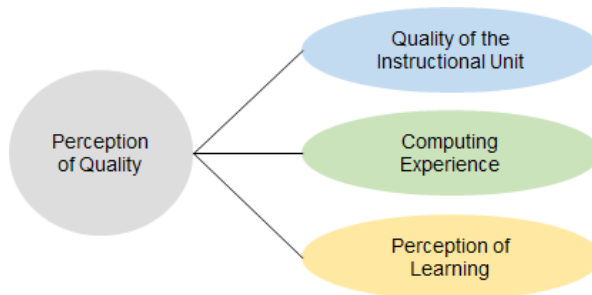 Perception
of Quality
Quality of the
Instructional Unit
Computing
Experience
Perception of
Learning